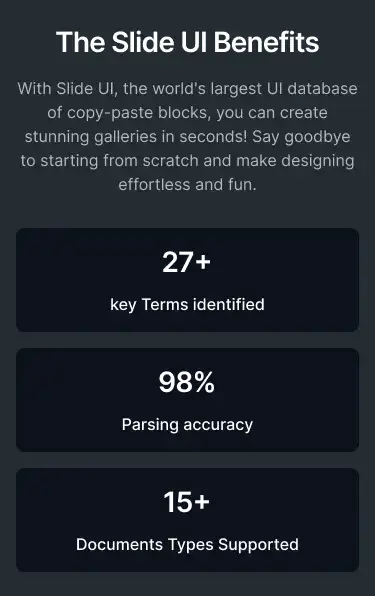 The Slide UI Benefits
With Slide UI, the world's largest UI database
of copy-paste blocks, you can create
stunning galleries in seconds! Say goodbye
to starting from scratch and make designing
effortless and fun.
27+
key Terms identified
98%
Parsing accuracy
15+
Documents Types Supported